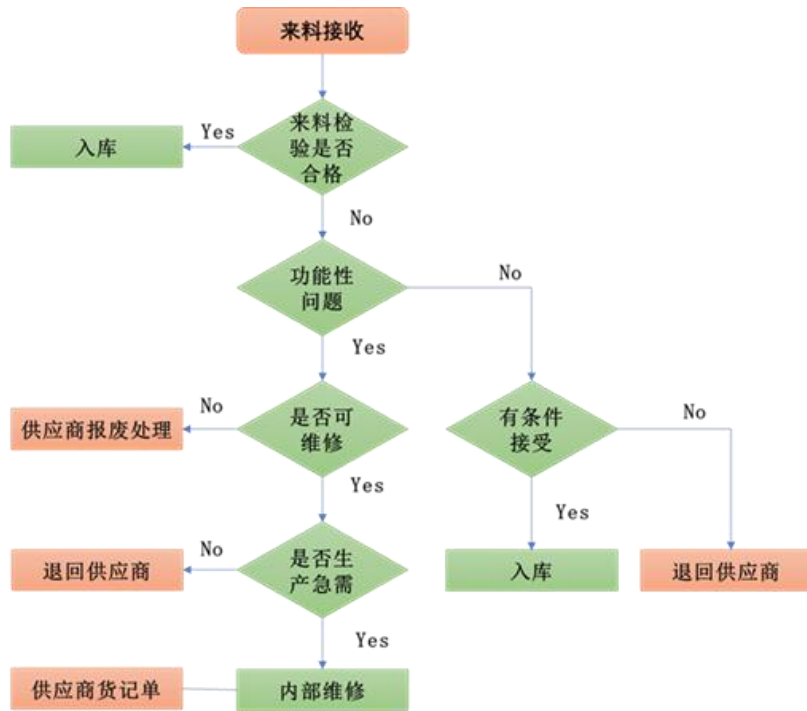 来料接收
来料检
验是否
合格
Yes
入库
No
功能性
问题
No
Yes
是否可
维修
No
供应商报废处理
有条件
接受
No
Yes
Yes
是否生
产急需
No
退回供应商
入库
退回供应商
Yes
供应商货记单
内部维修